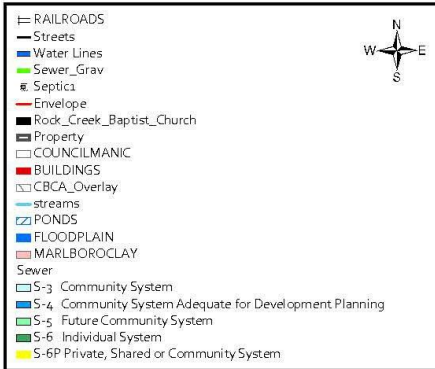 RAILROADS
Streets
Water Lines
Sewer_Grav
Septic1
Envelope
Rock_Creek_Baptist_Church
Property
COUNCILMANIC
BUILDINGS
CBCA_Overlay
streams
PONDS
FLOODPLAIN
MARLBOROCLAY
Sewer
S-3 Community System
S-4 Community System Adequate for Development Planning
S-5 Future Community System
S-6 Individual System
S-6P Private, Shared or Community System
N
W E
S